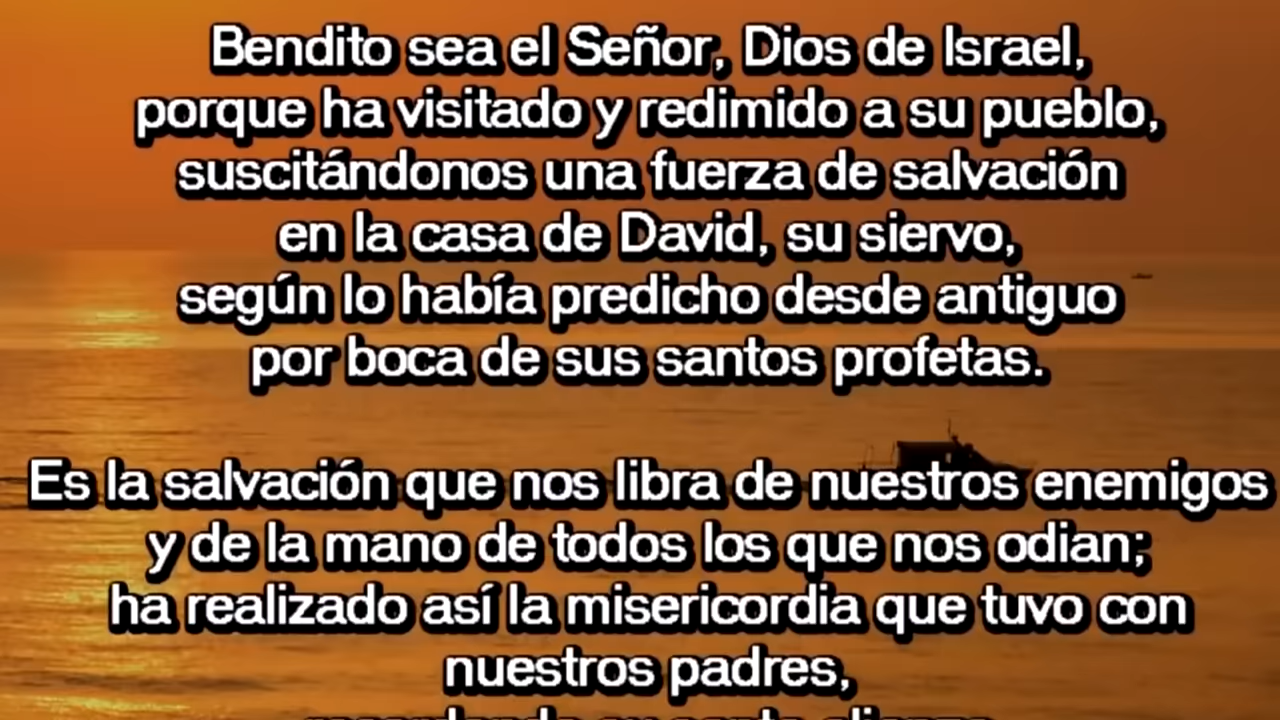 Bendito sea el Señor, Dios de Israel,
porque ha visitado y redimido a su pueblo,
suscitándonos una fuerza de salvación
en la casa de David, su siervo,
según lo había predicho desde antiguo
por boca de sus santos profetas.
Es la salvación que nos libra de nuestros enemigos
y de la mano de todos los que nos odian;
ha realizado así la misericordia que tuvo con
nuestros padres,